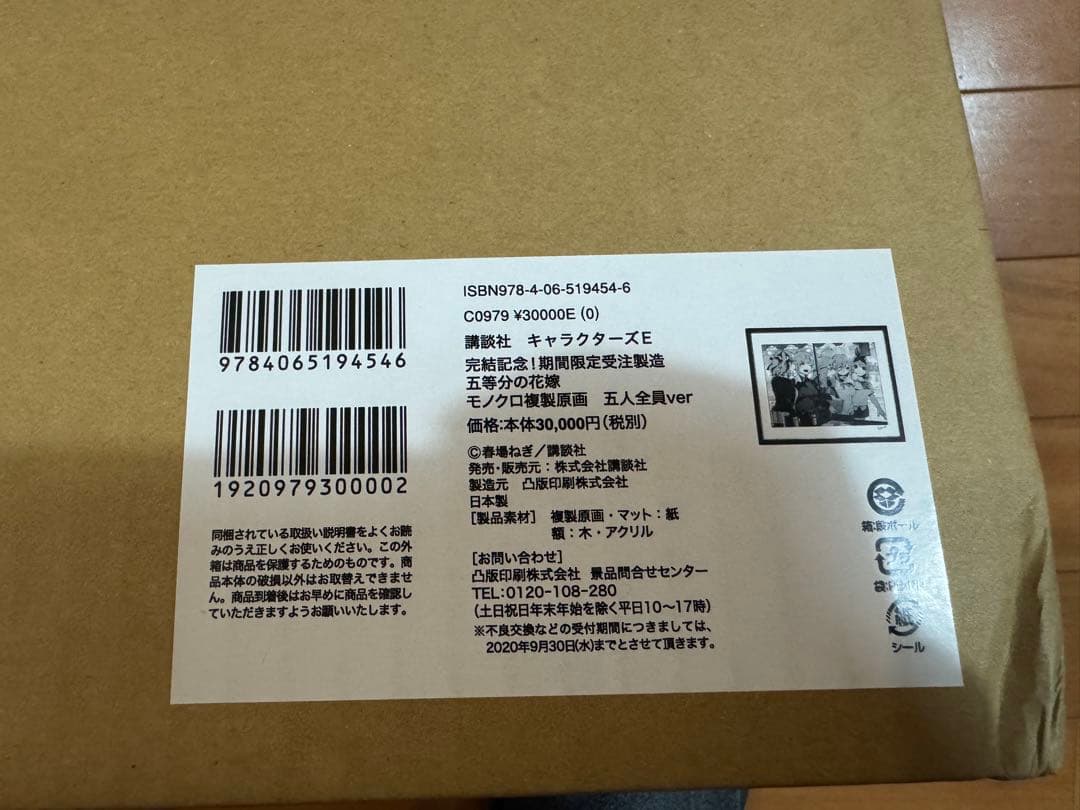 9784065194546
1920979300002
同梱されている取扱い説明書をよくお読
みのうえ正しくお使いください。この外
箱は商品を保護するためのものです。商
品本体の破損以外はお取替えできませ
ん。商品到着後はお早めに商品を確認し
ていただきますようお願いいたします。
ISBN978-4-06-519454-6
C0979 ¥30000E (0)
講談社 キャラクターズE
完結記念!期間限定受注製造
五等分の花嫁
モノクロ複製原画 五人全員ver
価格:本体30,000円(税別)
©春場ねぎ/講談社
発売・販売元:株式会社講談社
製造元 凸版印刷株式会社
日本製
[製品素材] 複製原画・マット:紙
額:木・アクリル
[お問い合わせ]
凸版印刷株式会社 景品問合せセンター
TEL:0120-108-280
(土日祝日年末年始を除く平日10〜17時)
※不良交換などの受付期間につきましては、
2020年9月30日(水)までとさせて頂きます。
箱:段ボール
シール